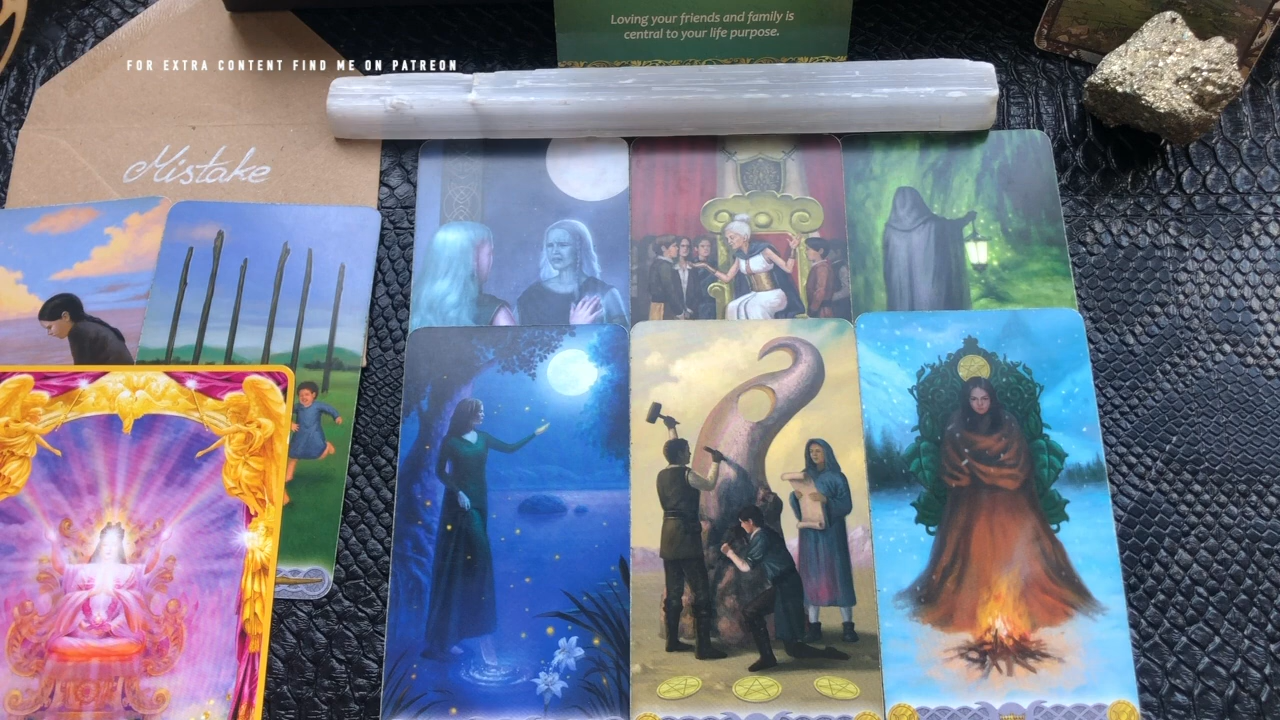 Loving your friends and family is
central to your life purpose.
FOR EXTRA CONTENT FIND ME ON PATREON
Mistake